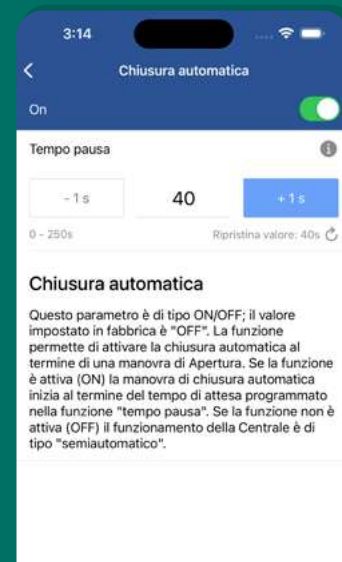 3:14
Chiusura automatica
On
Tempo pausa
- 1 s
40
+ 1 s
0 - 250s
Ripristina valore: 40s
Chiusura automatica
Questo parametro è di tipo ON/OFF; il valore
impostato in fabbrica è "OFF". La funzione
permette di attivare la chiusura automatica al
termine di una manovra di Apertura. Se la funzione
è attiva (ON) la manovra di chiusura automatica
inizia al termine del tempo di attesa programmato
nella funzione "tempo pausa". Se la funzione non è
attiva (OFF) il funzionamento della Centrale è di
tipo "semiautomatico".